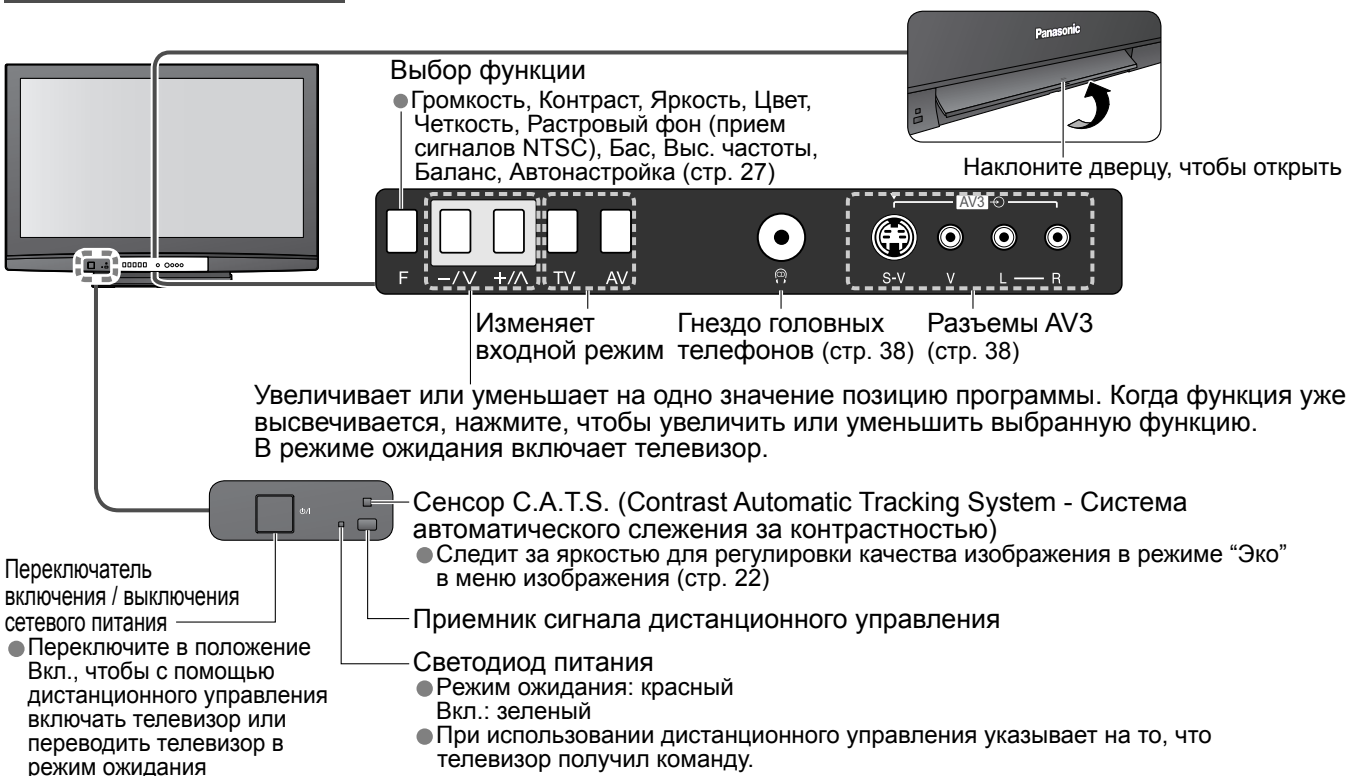 Panasonic
Выбор функции
●Громкость, Контраст, Яркость, Цвет,
Четкость, Растровый фон (прием
сигналов NTSC), Бас, Выс. частоты,
Баланс, Автонастройка (стр. 27)
Наклоните дверцу, чтобы открыть
AV3
F −/∨ +/∧ TV AV S-V V L R
Изменяет
входной режим
Гнездо головных
телефонов (стр. 38)
Разъемы AV3
(стр. 38)
Увеличивает или уменьшает на одно значение позицию программы. Когда функция уже
высвечивается, нажмите, чтобы увеличить или уменьшить выбранную функцию.
В режиме ожидания включает телевизор.
Сенсор C.A.T.S. (Contrast Automatic Tracking System - Система
автоматического слежения за контрастностью)
●Следит за яркостью для регулировки качества изображения в режиме “Эко”
в меню изображения (стр. 22)
Приемник сигнала дистанционного управления
Светодиод питания
●Режим ожидания: красный
Вкл.: зеленый
●При использовании дистанционного управления указывает на то, что
телевизор получил команду.
Переключатель
включения / выключения
сетевого питания
●Переключите в положение
Вкл., чтобы с помощью
дистанционного управления
включать телевизор или
переводить телевизор в
режим ожидания